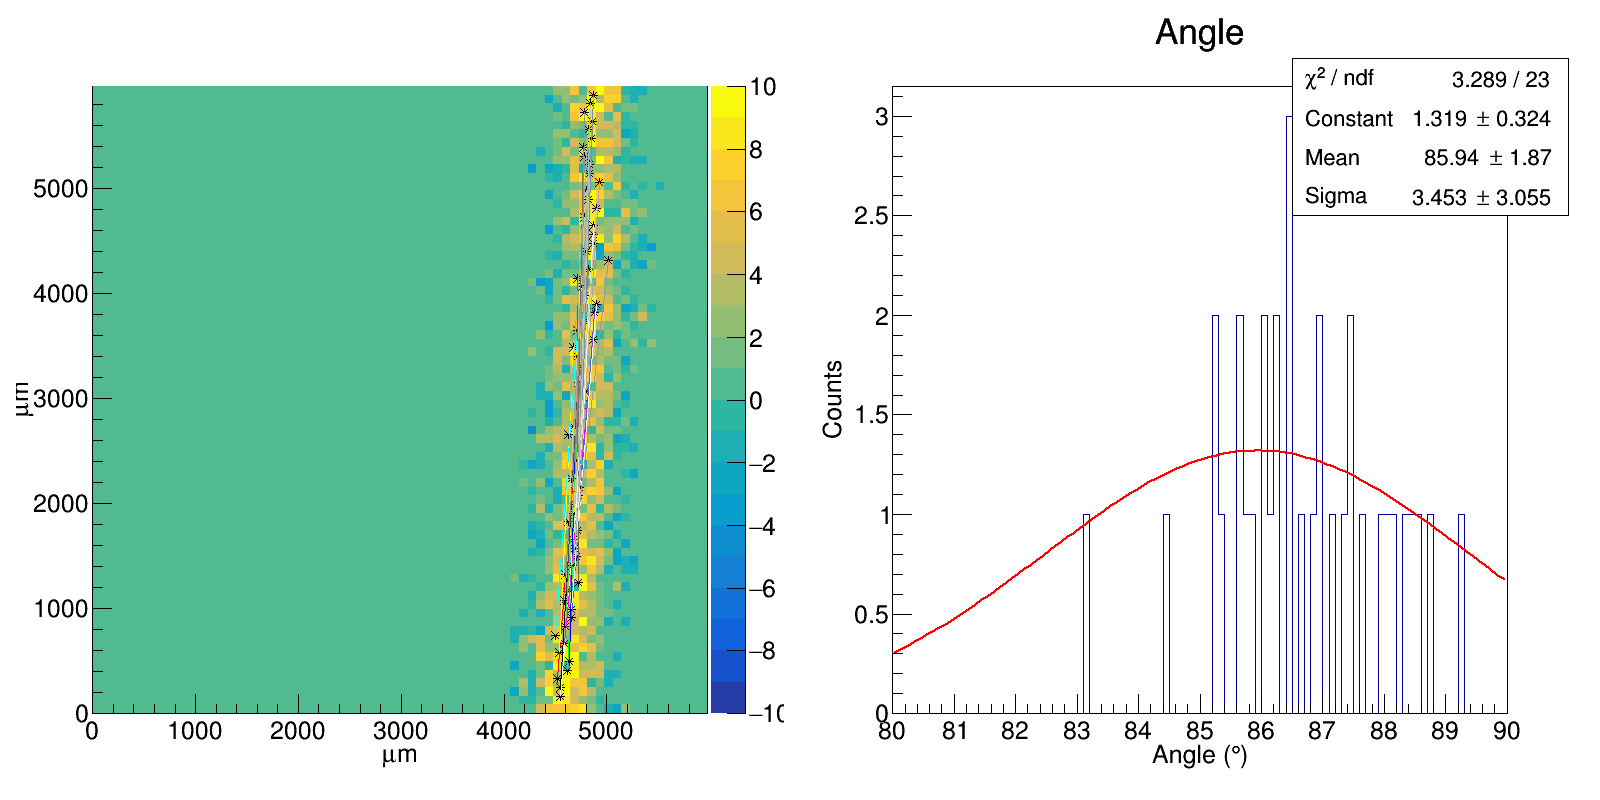 Angle
χ² / ndf 3.289 / 23
Constant 1.319 ± 0.324
Mean 85.94 ± 1.87
Sigma 3.453 ± 3.055
μm
5000
4000
3000
2000
1000
0
0 1000 2000 3000 4000 5000
μm
10
8
6
4
2
0
−2
−4
−6
−8
−10
Counts
3
2.5
2
1.5
1
0.5
0
80 81 82 83 84 85 86 87 88 89 90
Angle (°)